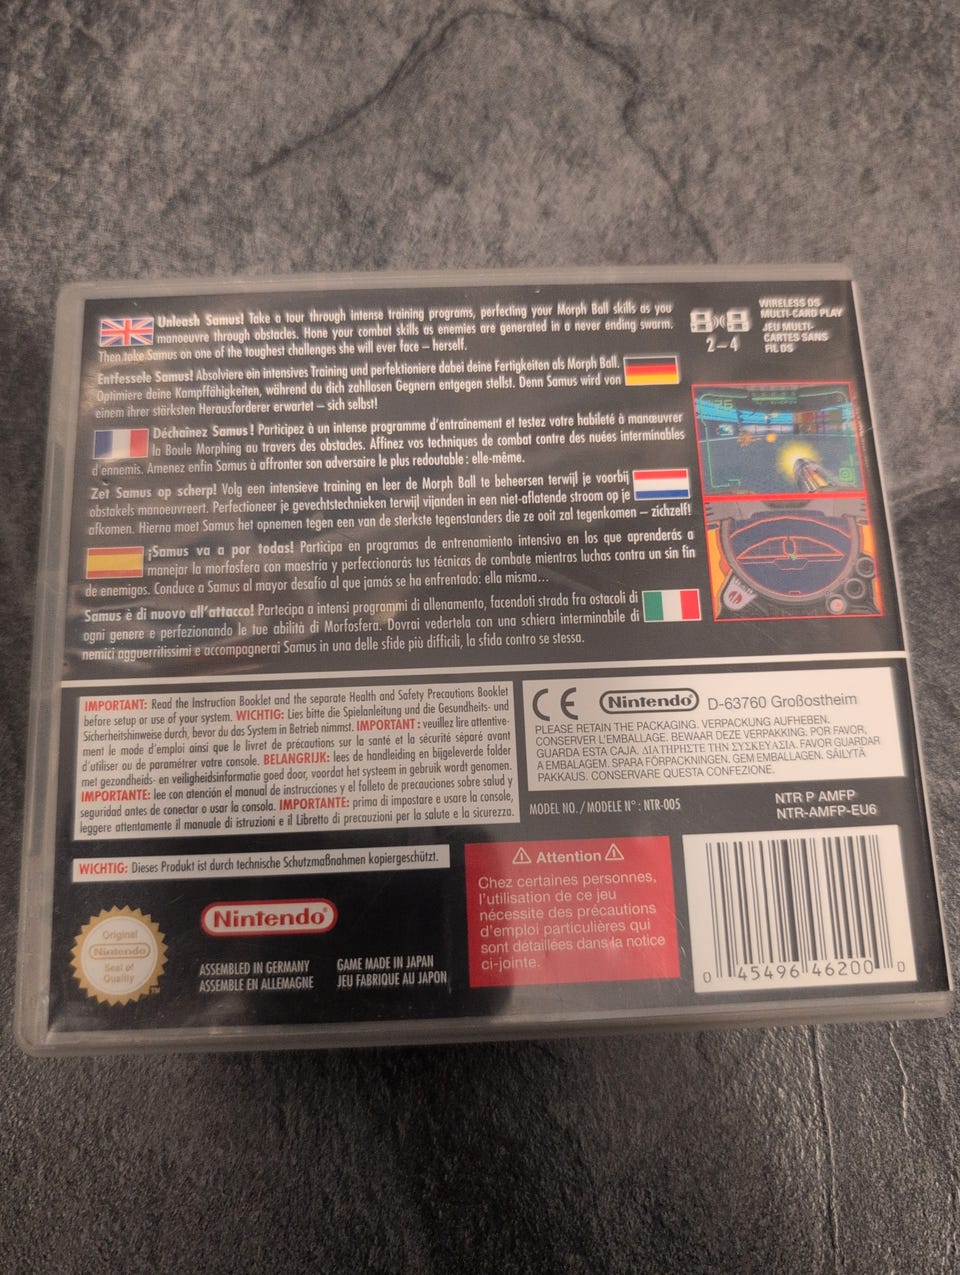 Unleash Samus! Take a tour through intense training programs, perfecting your Morph Ball skills as you
manoeuvre through obstacles. Hone your combat skills as enemies are generated in a never ending swarm.
Then take Samus on one of the toughest challenges she will ever face – herself.
Entfessele Samus! Absolviere ein intensives Training und perfektioniere dabei deine Fertigkeiten als Morph Ball.
Optimiere deine Kampffähigkeiten, während du dich zahllosen Gegnern entgegen stellst. Denn Samus wird von
einem ihrer stärksten Herausforderer erwartet – sich selbst!
Déchaînez Samus ! Participez à un intense programme d'entraînement et testez votre habileté à manœuvrer
la Boule Morphing au travers des obstacles. Affinez vos techniques de combat contre des nuées interminables
d'ennemis. Amenez enfin Samus à affronter son adversaire le plus redoutable : elle-même.
Zet Samus op scherp! Volg een intensieve training en leer de Morph Ball te beheersen terwijl je voorbij
obstakels manoeuvreert. Perfectioneer je gevechtstechnieken terwijl vijanden in een niet-aflatende stroom op je
afkomen. Hierna moet Samus het opnemen tegen een van de sterkste tegenstanders die ze ooit zal tegenkomen – zichzelf!
¡Samus va a por todas! Participa en programas de entrenamiento intensivo en los que aprenderás a
manejar la morfosfera con maestría y perfeccionarás tus técnicas de combate mientras luchas contra un sin fin
de enemigos. Conduce a Samus al mayor desafío al que jamás se ha enfrentado: ella misma...
Samus è di nuovo all'attacco! Partecipa a intensi programmi di allenamento, facendoti strada fra ostacoli di
ogni genere e perfezionando le tue abilità di Morfosfera. Dovrai vedertela con una schiera interminabile di
nemici agguerritissimi e accompagnerai Samus in una delle sfide più difficili, la sfida contro se stessa.
2–4
WIRELESS DS
MULTI-CARD PLAY
JEU MULTI-
CARTES SANS
FIL DS
IMPORTANT: Read the Instruction Booklet and the separate Health and Safety Precautions Booklet
before setup or use of your system. WICHTIG: Lies bitte die Spielanleitung und die Gesundheits- und
Sicherheitshinweise durch, bevor du das System in Betrieb nimmst. IMPORTANT : veuillez lire attentive-
ment le mode d'emploi ainsi que le livret de précautions sur la santé et la sécurité séparé avant
d'utiliser ou de paramétrer votre console. BELANGRIJK: lees de handleiding en bijgeleverde folder
met gezondheids- en veiligheidsinformatie goed door, voordat het systeem in gebruik wordt genomen.
IMPORTANTE: lee con atención el manual de instrucciones y el folleto de precauciones sobre salud y
seguridad antes de conectar o usar la consola. IMPORTANTE: prima di impostare e usare la console,
leggere attentamente il manuale di istruzioni e il Libretto di precauzioni per la salute e la sicurezza.
CE Nintendo® D-63760 Großostheim
PLEASE RETAIN THE PACKAGING. VERPACKUNG AUFHEBEN.
CONSERVER L'EMBALLAGE. BEWAAR DEZE VERPAKKING. POR FAVOR,
GUARDA ESTA CAJA. ΔΙΑΤΗΡΗΣΤΕ ΤΗΝ ΣΥΣΚΕΥΑΣΙΑ. FAVOR GUARDAR
A EMBALAGEM. SPARA FÖRPACKNINGEN. GEM EMBALLAGEN. SÄILYTÄ
PAKKAUS. CONSERVARE QUESTA CONFEZIONE.
MODEL NO. / MODELE N° : NTR-005
NTR P AMFP
NTR-AMFP-EU6
WICHTIG: Dieses Produkt ist durch technische Schutzmaßnahmen kopiergeschützt.
Original
Nintendo
Seal of
Quality
TM
Nintendo®
ASSEMBLED IN GERMANY
ASSEMBLE EN ALLEMAGNE
GAME MADE IN JAPAN
JEU FABRIQUE AU JAPON
Attention
Chez certaines personnes,
l'utilisation de ce jeu
nécessite des précautions
d'emploi particulières qui
sont détaillées dans la notice
ci-jointe.
0 45496 46200 0